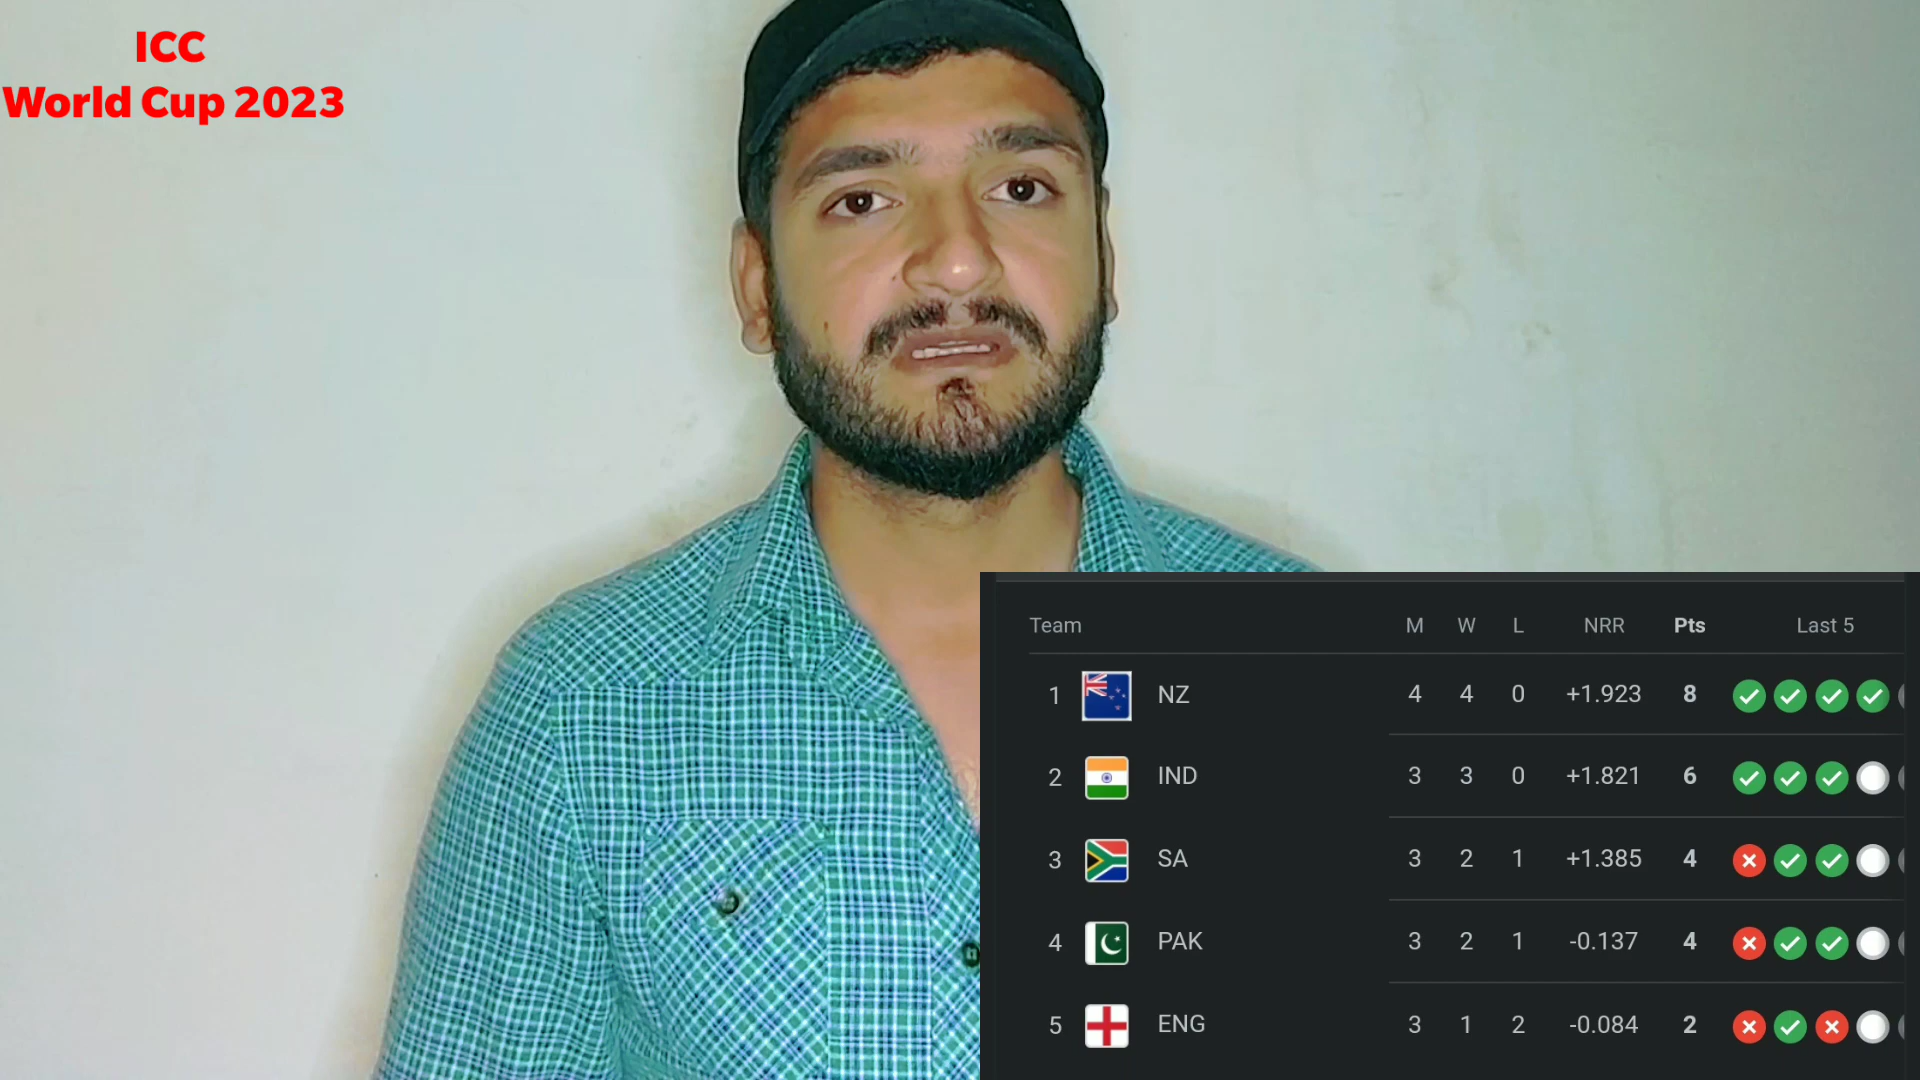 ICC
World Cup 2023
Team M W L NRR Pts Last 5
1 NZ 4 4 0 +1.923 8
2 IND 3 3 0 +1.821 6
3 SA 3 2 1 +1.385 4
4 PAK 3 2 1 -0.137 4
5 ENG 3 1 2 -0.084 2